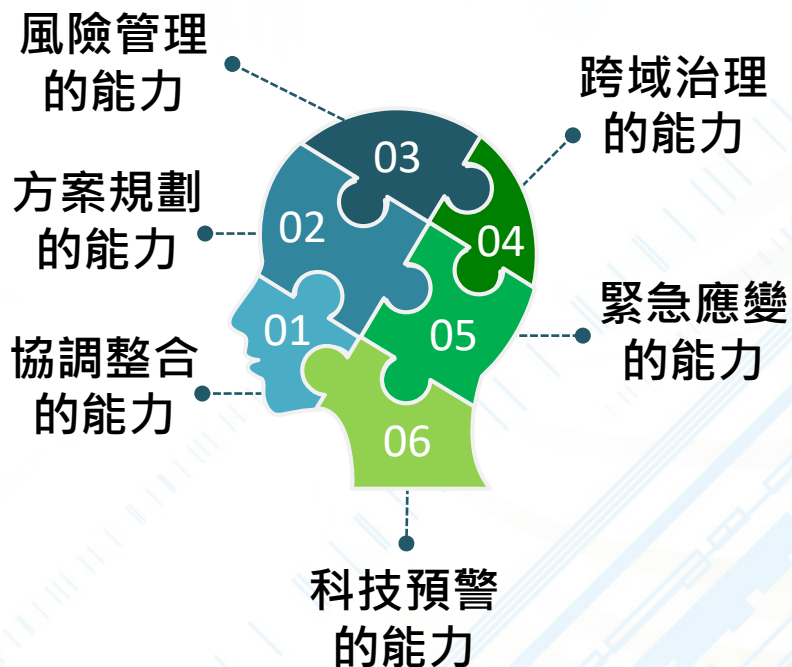 風險管理
的能力
跨域治理
的能力
03
方案規劃
的能力
02
04
緊急應變
的能力
01
05
協調整合
的能力
06
科技預警
的能力